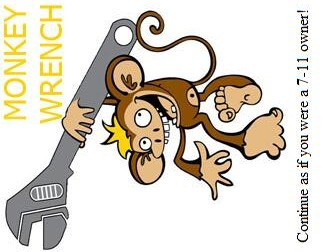 MONKEY
WRENCH
Continue as if you were a 7-11 owner!